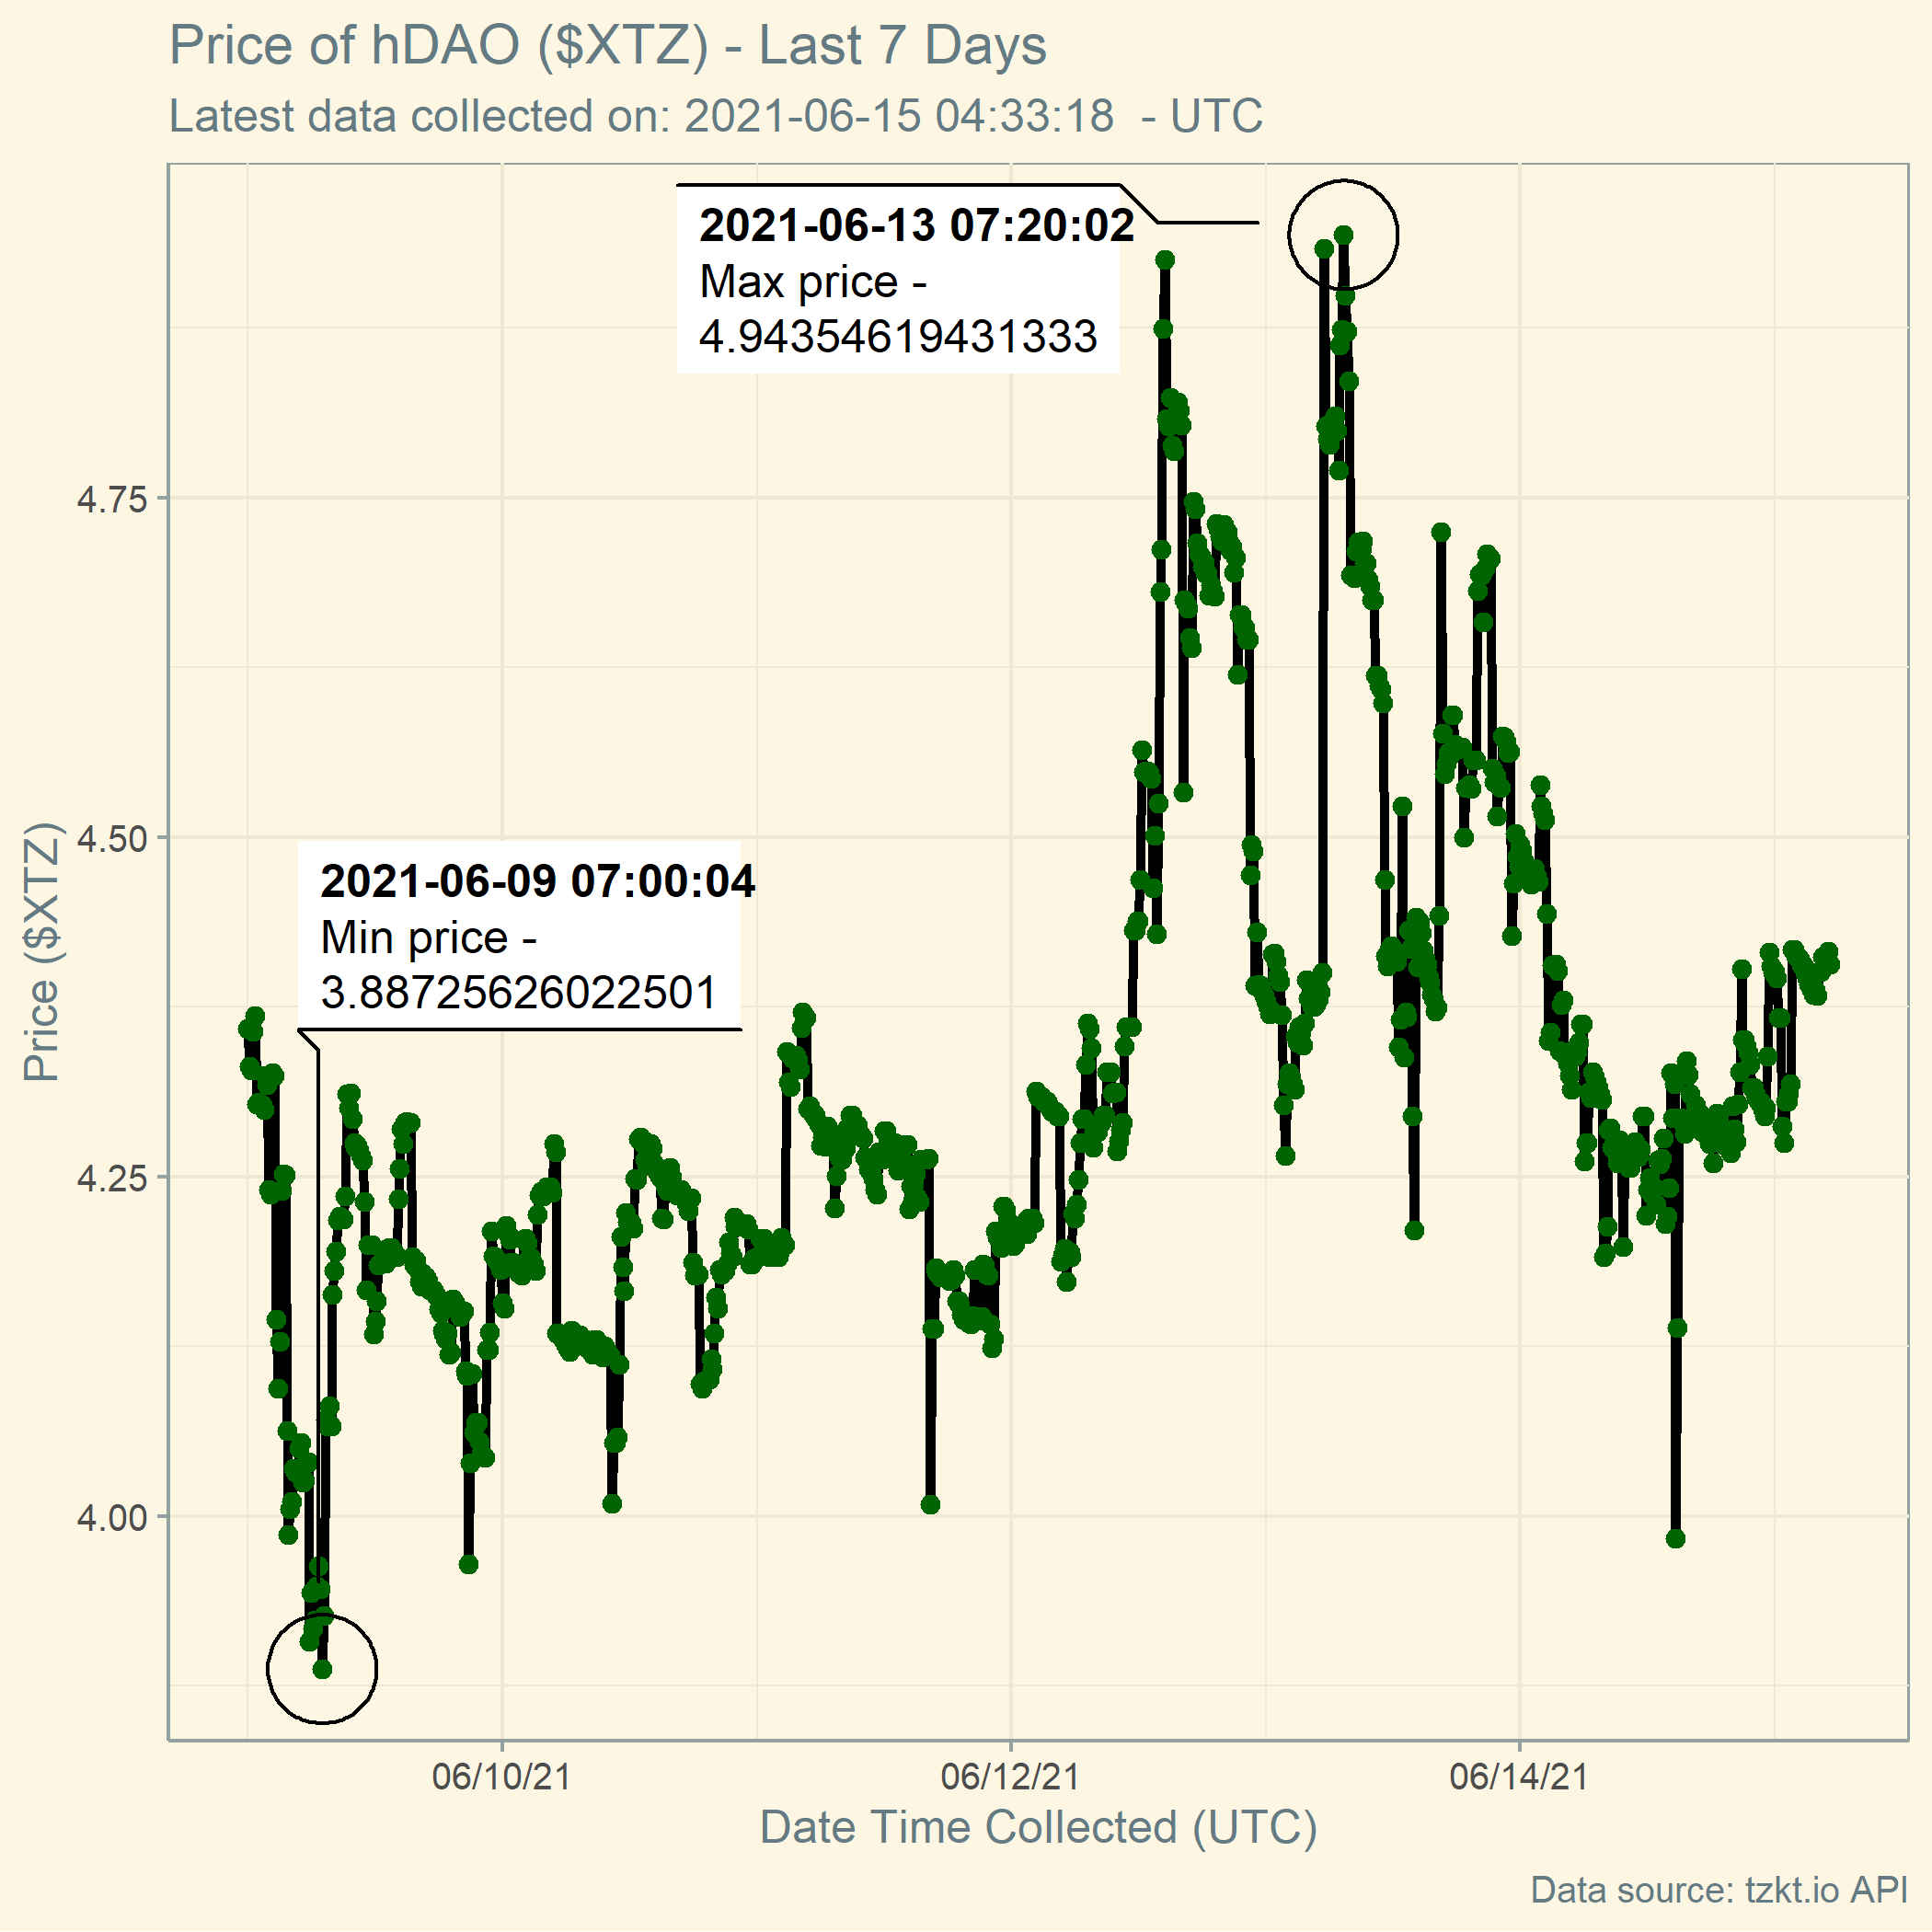 Price of hDAO ($XTZ) - Last 7 Days
Latest data collected on: 2021-06-15 04:33:18  - UTC
2021-06-13 07:20:02
Max price -
4.94354619431333
2021-06-09 07:00:04
Min price -
3.88725626022501
Price ($XTZ)
4.75
4.50
4.25
4.00
06/10/21
06/12/21
06/14/21
Date Time Collected (UTC)
Data source: tzkt.io API